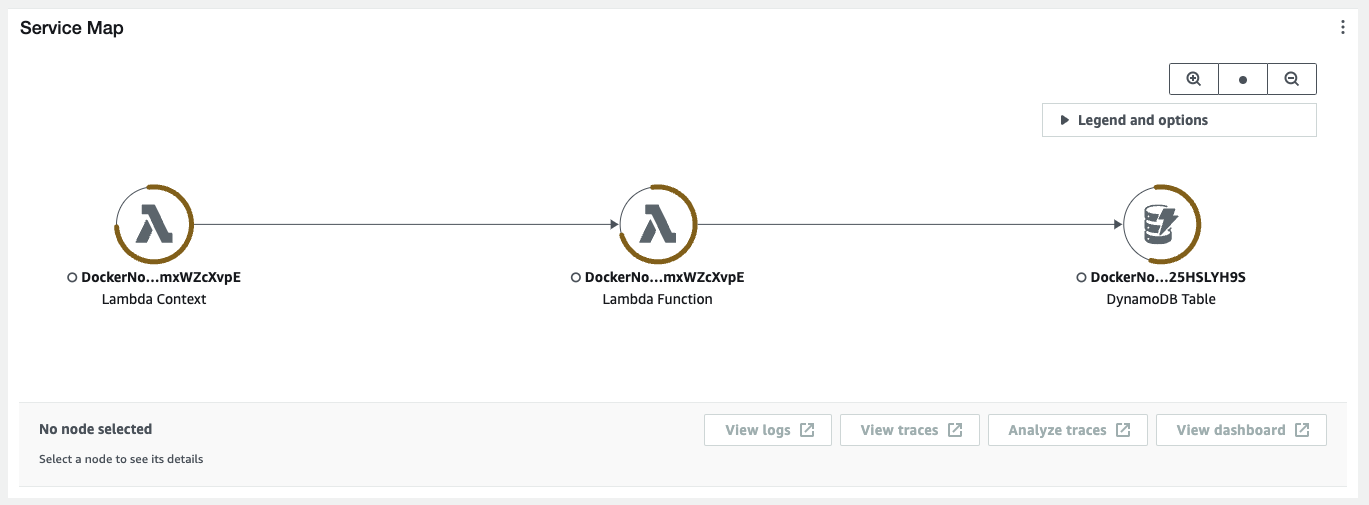 Service Map
Legend and options
DockerNo...mxWZcXvpE
Lambda Context
DockerNo...mxWZcXvpE
Lambda Function
DockerNo...25HSLYH9S
DynamoDB Table
No node selected
Select a node to see its details
View logs
View traces
Analyze traces
View dashboard